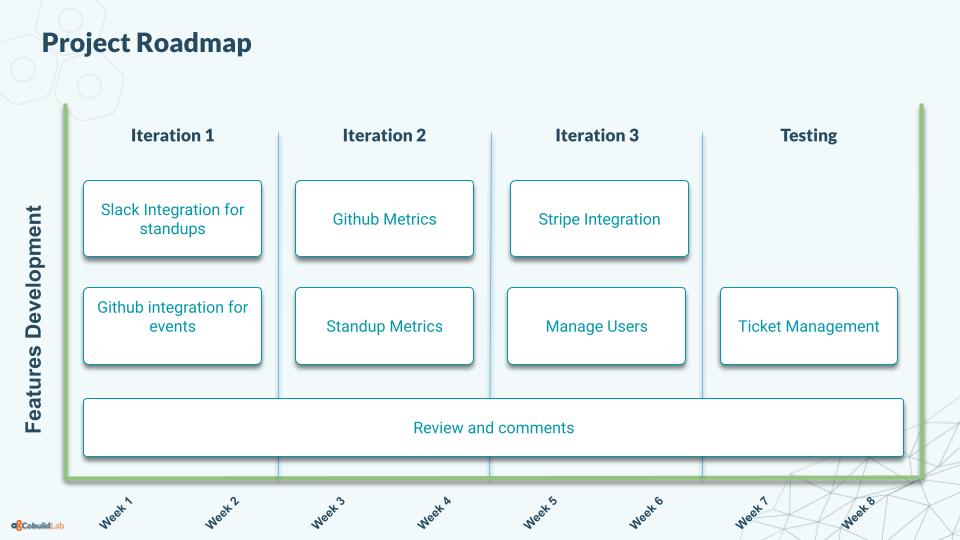 Project Roadmap
Iteration 1
Iteration 2
Iteration 3
Testing
Features Development
Slack Integration for
standups
Github Metrics
Stripe Integration
Github integration for
events
Standup Metrics
Manage Users
Ticket Management
Review and comments
Week 1
Week 2
Week 3
Week 4
Week 5
Week 6
Week 7
Week 8
CobuildLab